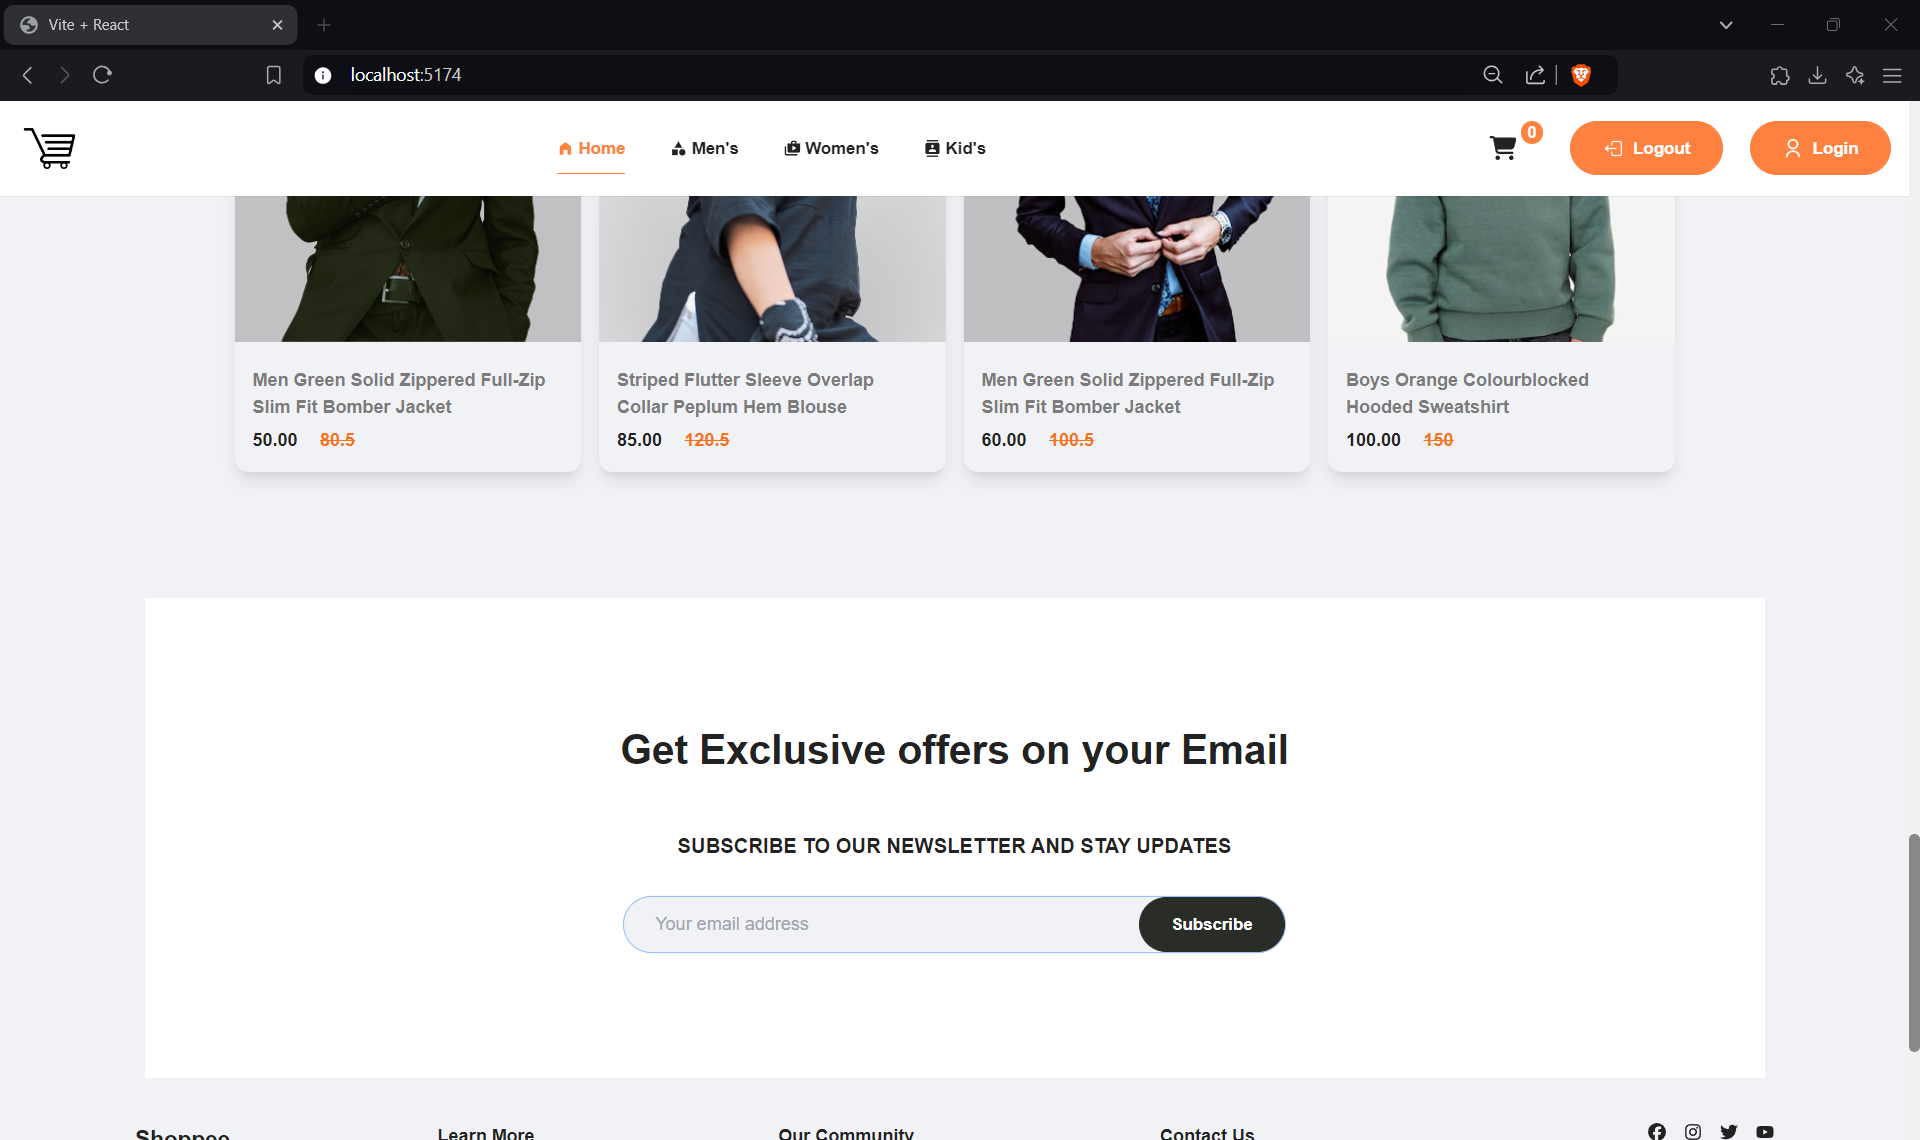 Vite + React
localhost:5174
Home
Men's
Women's
Kid's
0
Logout
Login
Men Green Solid Zippered Full-Zip
Slim Fit Bomber Jacket
50.00 80.5
Striped Flutter Sleeve Overlap
Collar Peplum Hem Blouse
85.00 120.5
Men Green Solid Zippered Full-Zip
Slim Fit Bomber Jacket
60.00 100.5
Boys Orange Colourblocked
Hooded Sweatshirt
100.00 150
Get Exclusive offers on your Email
SUBSCRIBE TO OUR NEWSLETTER AND STAY UPDATES
Your email address
Subscribe
Shoppee
Learn More
Our Community
Contact Us